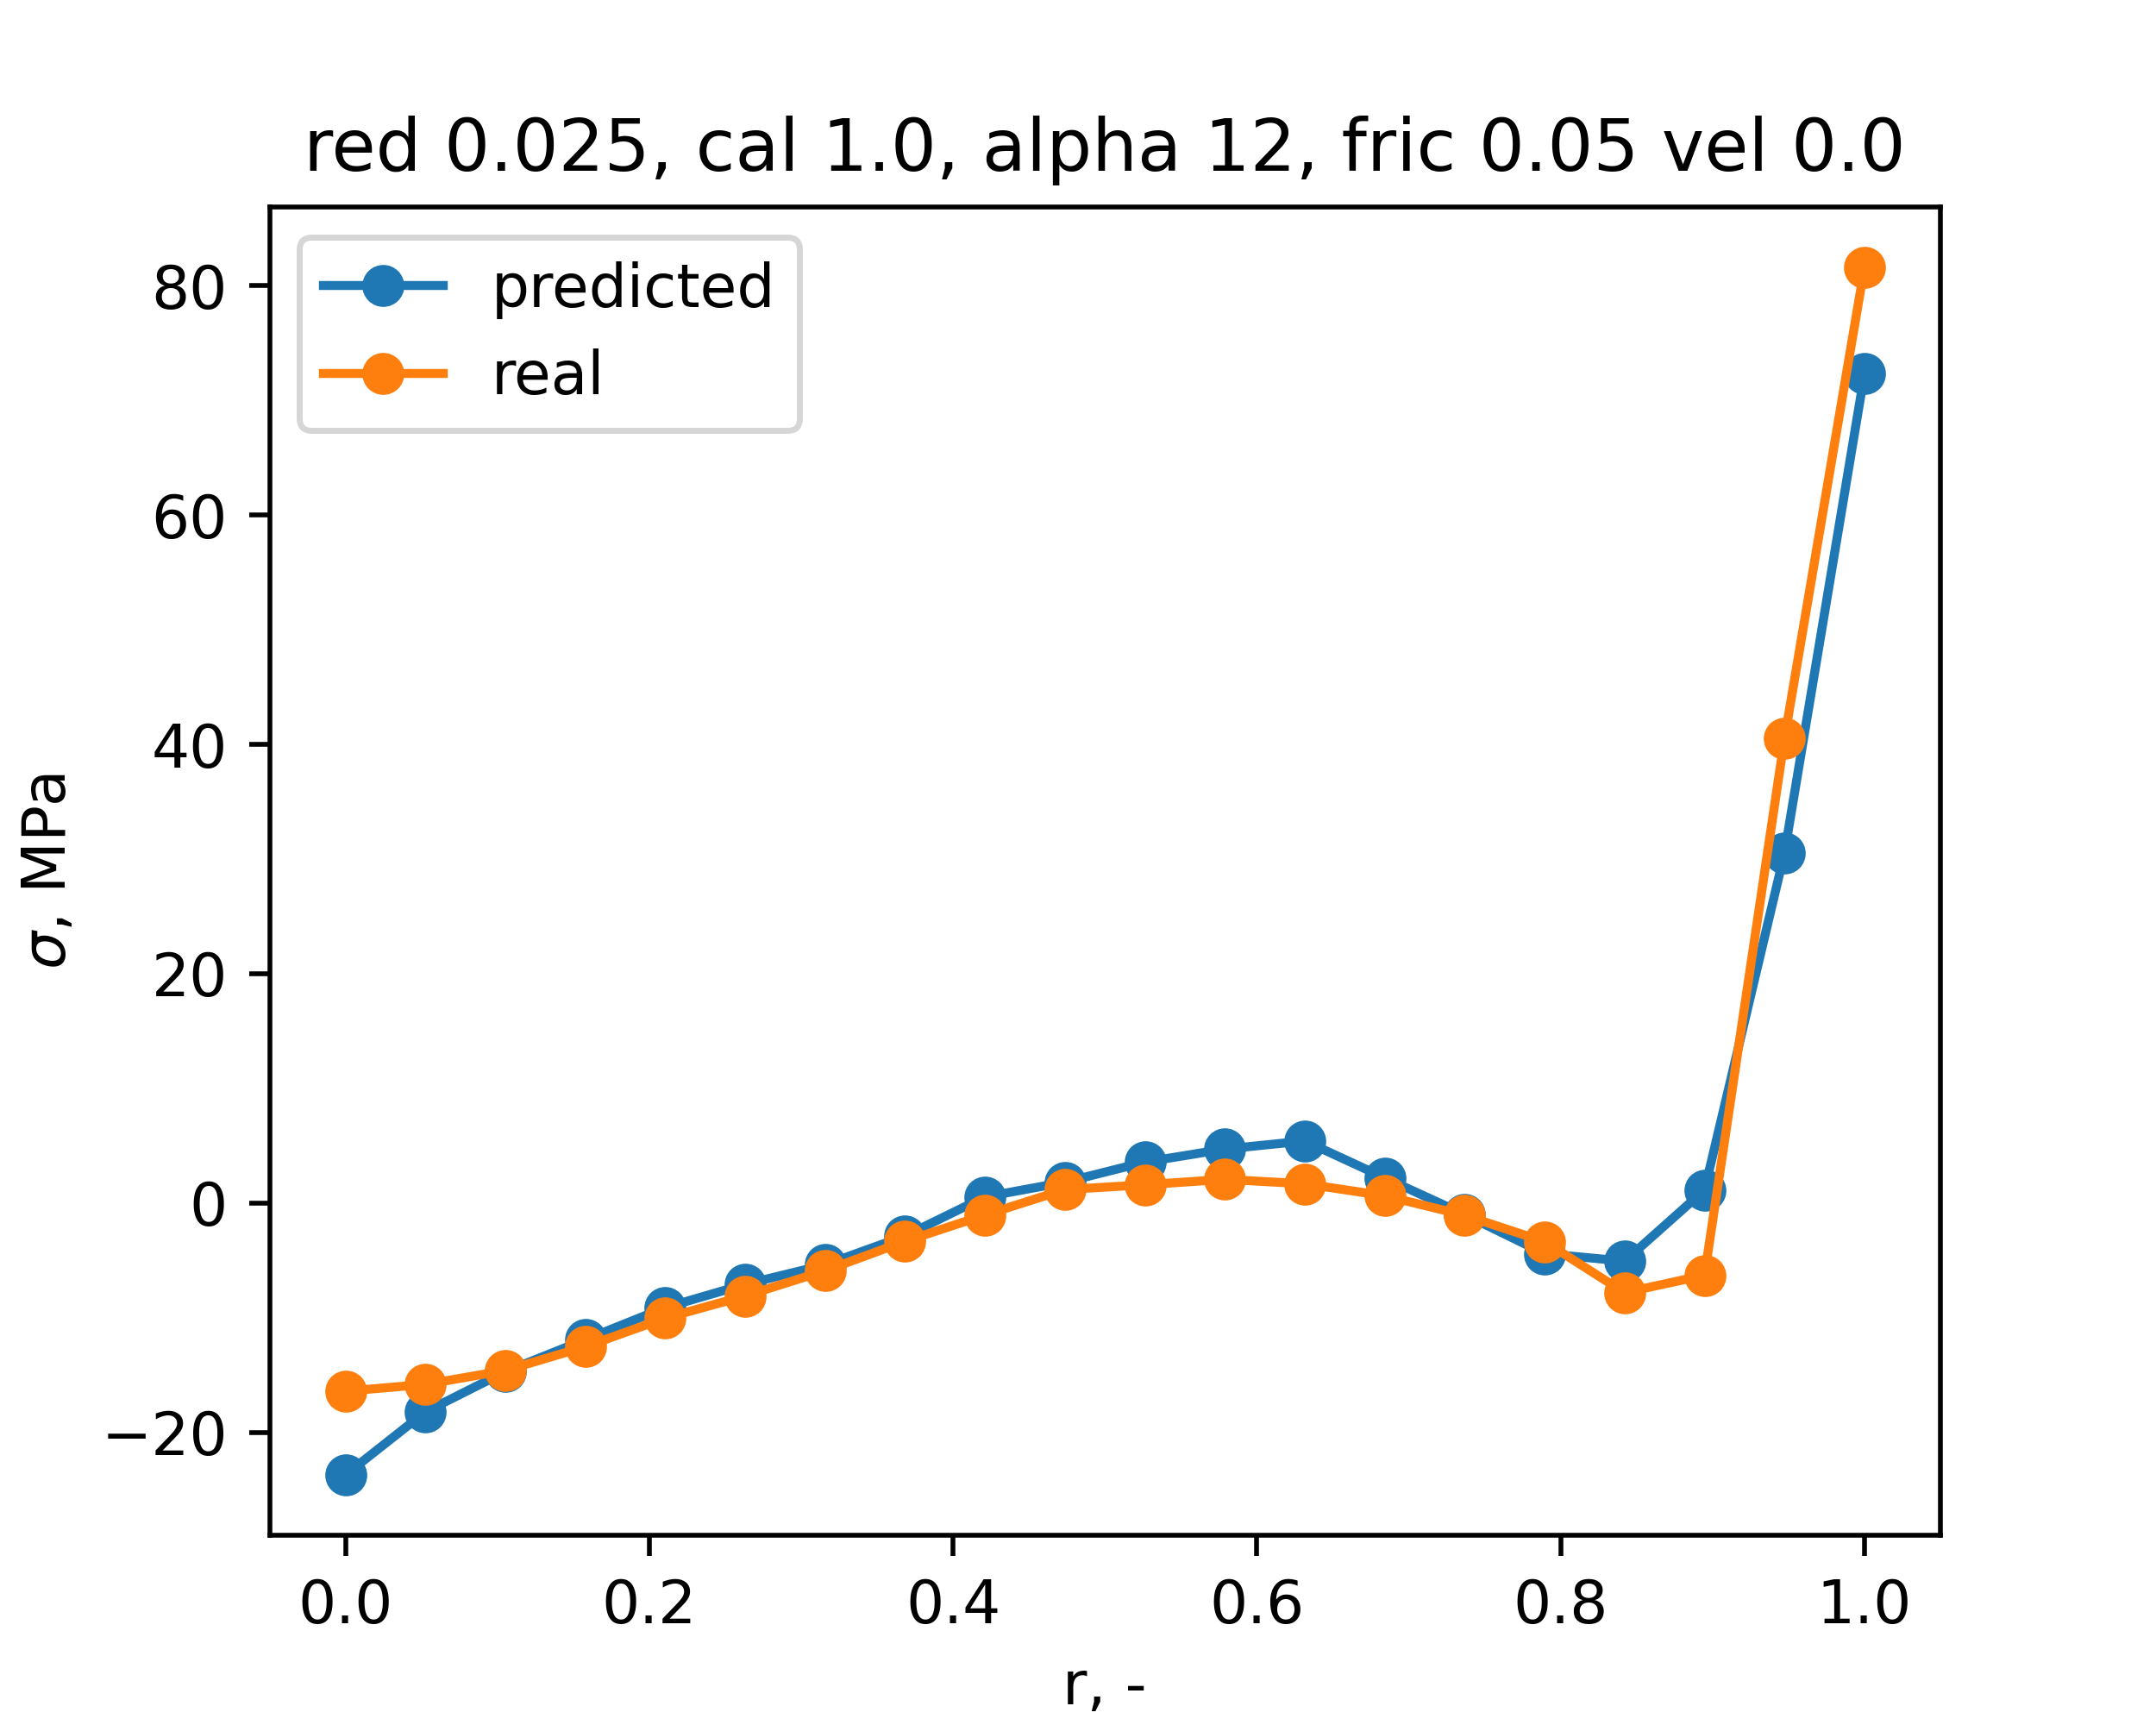 red 0.025, cal 1.0, alpha 12, fric 0.05 vel 0.0
predicted
real
80
60
40
20
0
−20
σ, MPa
0.0 0.2 0.4 0.6 0.8 1.0
r, -